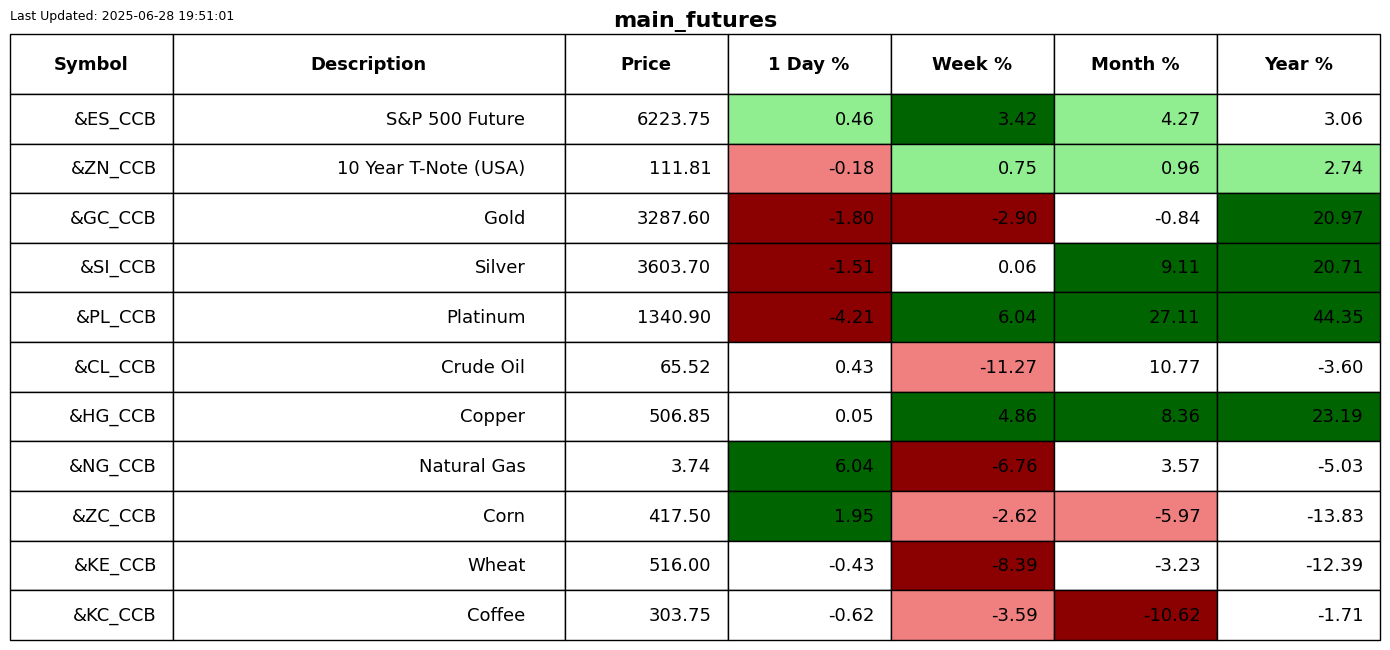 Last Updated: 2025-06-28 19:51:01
main_futures
Symbol Description Price 1 Day % Week % Month % Year %
&ES_CCB S&P 500 Future 6223.75 0.46 3.42 4.27 3.06
&ZN_CCB 10 Year T-Note (USA) 111.81 -0.18 0.75 0.96 2.74
&GC_CCB Gold 3287.60 -1.80 -2.90 -0.84 20.97
&SI_CCB Silver 3603.70 -1.51 0.06 9.11 20.71
&PL_CCB Platinum 1340.90 -4.21 6.04 27.11 44.35
&CL_CCB Crude Oil 65.52 0.43 -11.27 10.77 -3.60
&HG_CCB Copper 506.85 0.05 4.86 8.36 23.19
&NG_CCB Natural Gas 3.74 6.04 -6.76 3.57 -5.03
&ZC_CCB Corn 417.50 1.95 -2.62 -5.97 -13.83
&KE_CCB Wheat 516.00 -0.43 -8.39 -3.23 -12.39
&KC_CCB Coffee 303.75 -0.62 -3.59 -10.62 -1.71